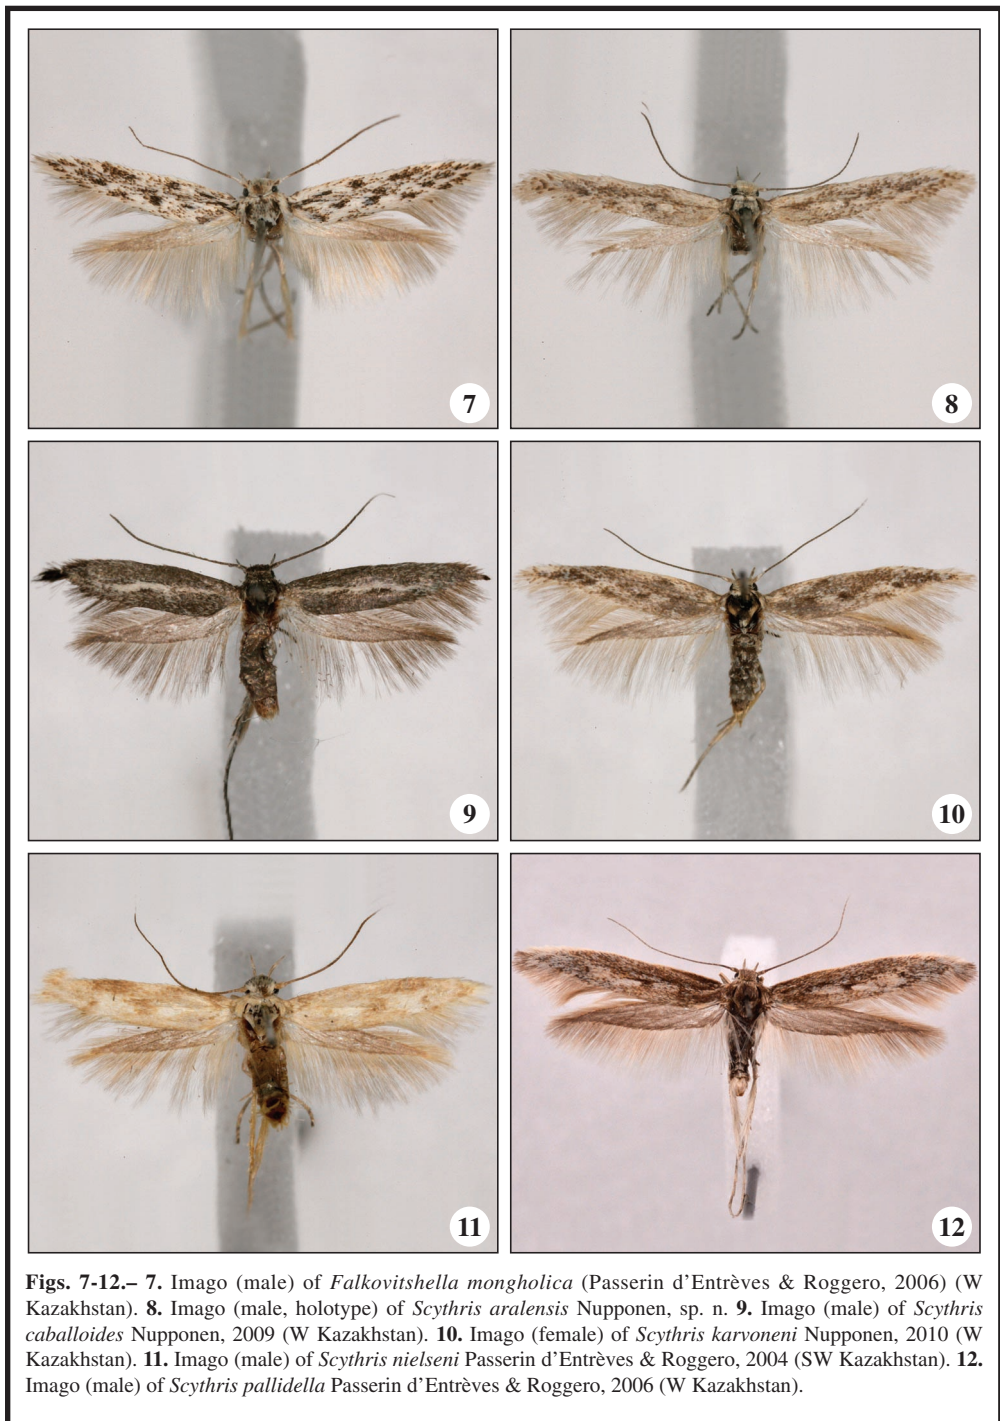 7
8
9
10
11
12
Figs. 7-12.– 7. Imago (male) of Falkovitshella mongholica (Passerin d’Entrèves & Roggero, 2006) (W
Kazakhstan). 8. Imago (male, holotype) of Scythris aralensis Nupponen, sp. n. 9. Imago (male) of Scythris
caballoides Nupponen, 2009 (W Kazakhstan). 10. Imago (female) of Scythris karvoneni Nupponen, 2010 (W
Kazakhstan). 11. Imago (male) of Scythris nielseni Passerin d’Entrèves & Roggero, 2004 (SW Kazakhstan). 12.
Imago (male) of Scythris pallidella Passerin d’Entrèves & Roggero, 2006 (W Kazakhstan).